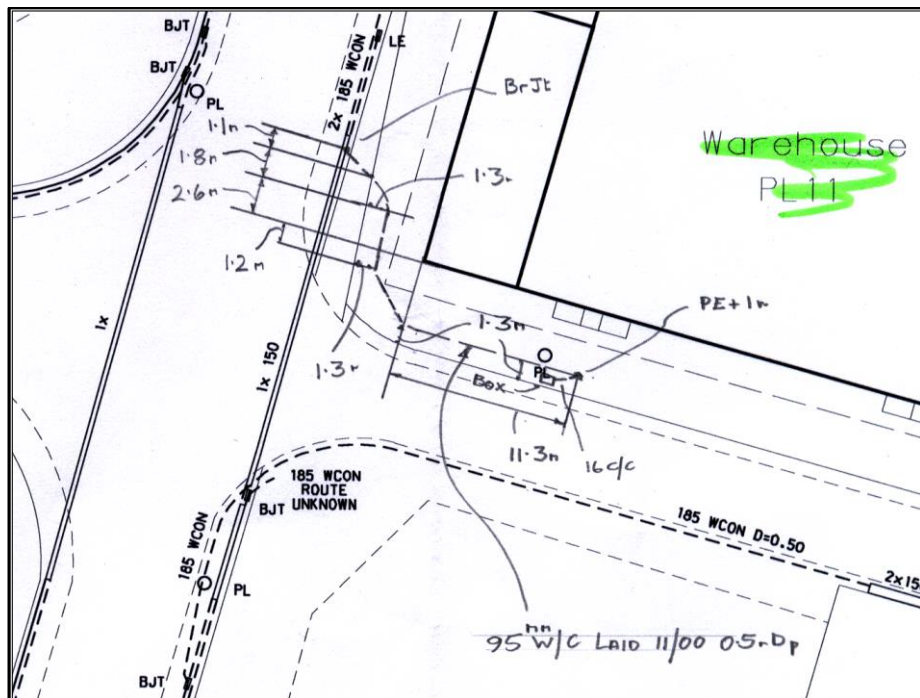 BJT
LE
BJT
2x 185 WCON
BrJt
PL
1.1m
1.8m
1.3m
Warehouse
PL11
2.6m
1.2m
PE+1m
1.3m
1.3m
1x
PL
Box
1x 150
11.3m
16c/c
185 WCON
ROUTE
UNKNOWN
BJT
185 WCON
185 WCON D=0.50
2x15
PL
95mm W/C LAID 11/00 0.5mDp
BJT